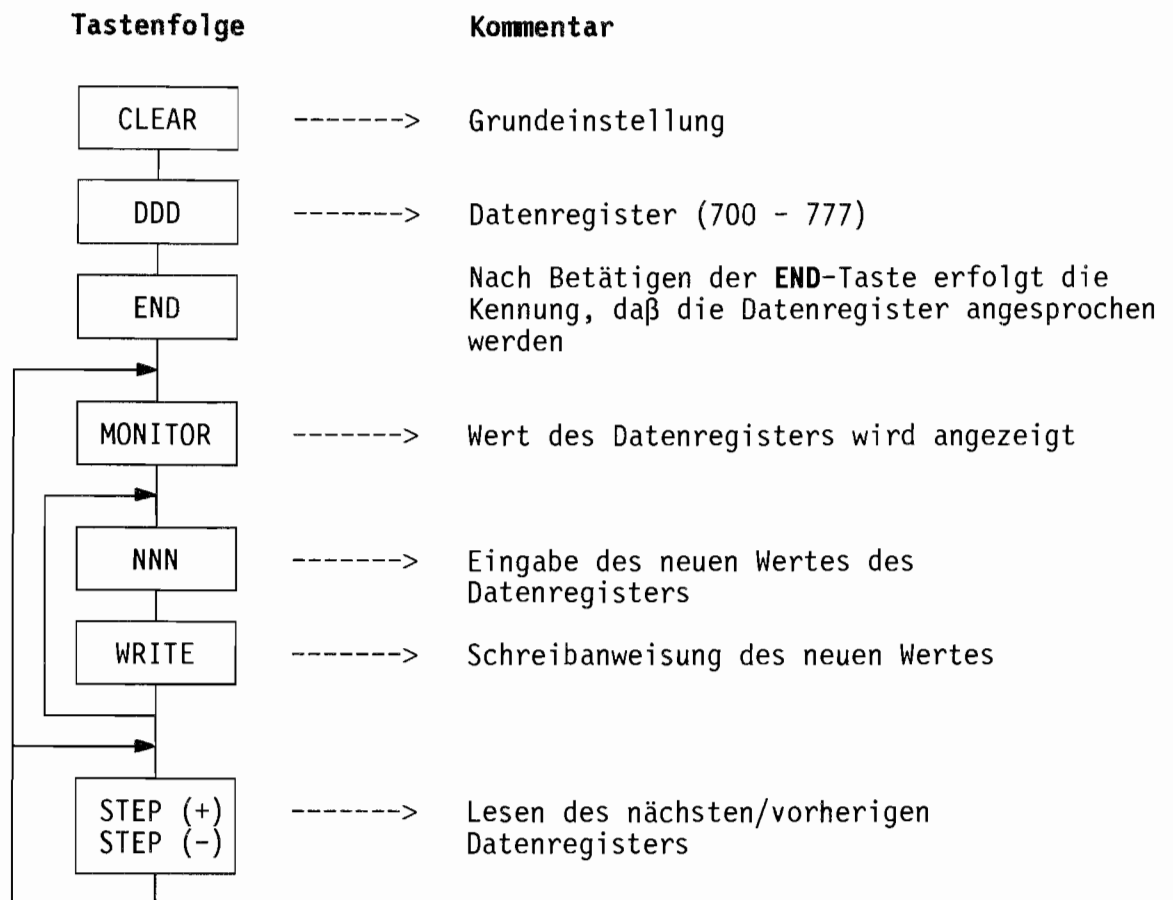 Tastenfolge Kommentar
CLEAR -------> Grundeinstellung
DDD -------> Datenregister (700 - 777)
END Nach Betätigen der END-Taste erfolgt die
Kennung, daß die Datenregister angesprochen
werden
MONITOR -------> Wert des Datenregisters wird angezeigt
NNN -------> Eingabe des neuen Wertes des
Datenregisters
WRITE -------> Schreibanweisung des neuen Wertes
STEP (+) -------> Lesen des nächsten/vorherigen
STEP (-) Datenregisters